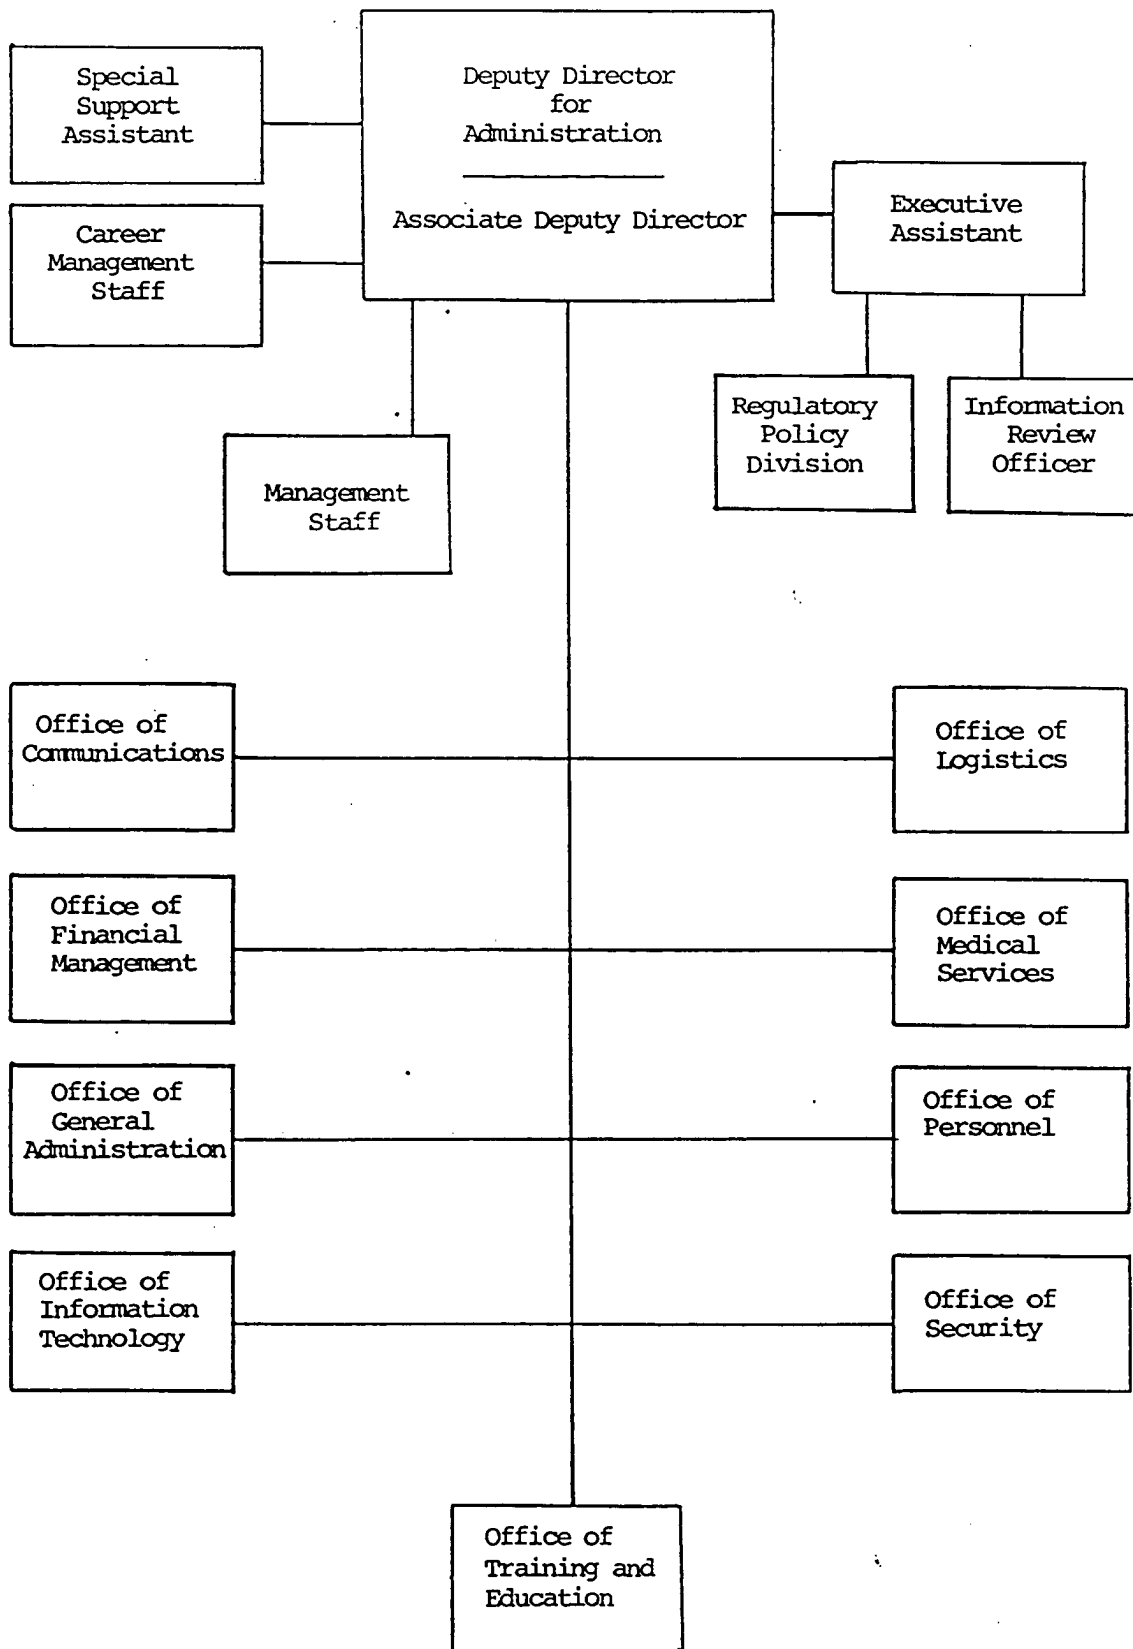 Special
Support
Assistant
Deputy Director
for
Administration
Associate Deputy Director
Executive
Assistant
Career
Management
Staff
Regulatory
Policy
Division
Information
Review
Officer
Management
Staff
Office of
Communications
Office of
Logistics
Office of
Financial
Management
Office of
Medical
Services
Office of
General
Administration
Office of
Personnel
Office of
Information
Technology
Office of
Security
Office of
Training and
Education